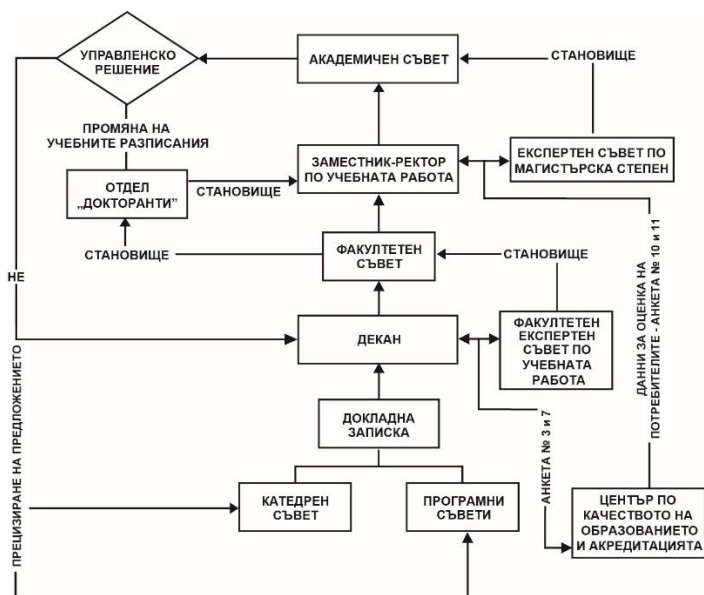 УПРАВЛЕНСКО
РЕШЕНИЕ
АКАДЕМИЧЕН СЪВЕТ
СТАНОВИЩЕ
ПРОМЯНА НА
УЧЕБНИТЕ РАЗПИСАНИЯ
ЗАМЕСТНИК-РЕКТОР
ПО УЧЕБНАТА РАБОТА
ЕКСПЕРТЕН СЪВЕТ ПО
МАГИСТЪРСКА СТЕПЕН
ОТДЕЛ
„ДОКТОРАНТИ”
СТАНОВИЩЕ
СТАНОВИЩЕ
ФАКУЛТЕТЕН
СЪВЕТ
СТАНОВИЩЕ
НЕ
ДЕКАН
ФАКУЛТЕТЕН
ЕКСПЕРТЕН
СЪВЕТ ПО
УЧЕБНАТА
РАБОТА
ДАННИ ЗА ОЦЕНКА НА
ПОТРЕБИТЕЛИТЕ - АНКЕТА № 10 и 11
ДОКЛАДНА
ЗАПИСКА
АНКЕТА № 3 и 7
ПРЕЦИЗИРАНЕ НА ПРЕДЛОЖЕНИЕТО
КАТЕДРЕН
СЪВЕТ
ПРОГРАМНИ
СЪВЕТИ
ЦЕНТЪР ПО
КАЧЕСТВОТО НА
ОБРАЗОВАНИЕТО
И АКРЕДИТАЦИЯТА